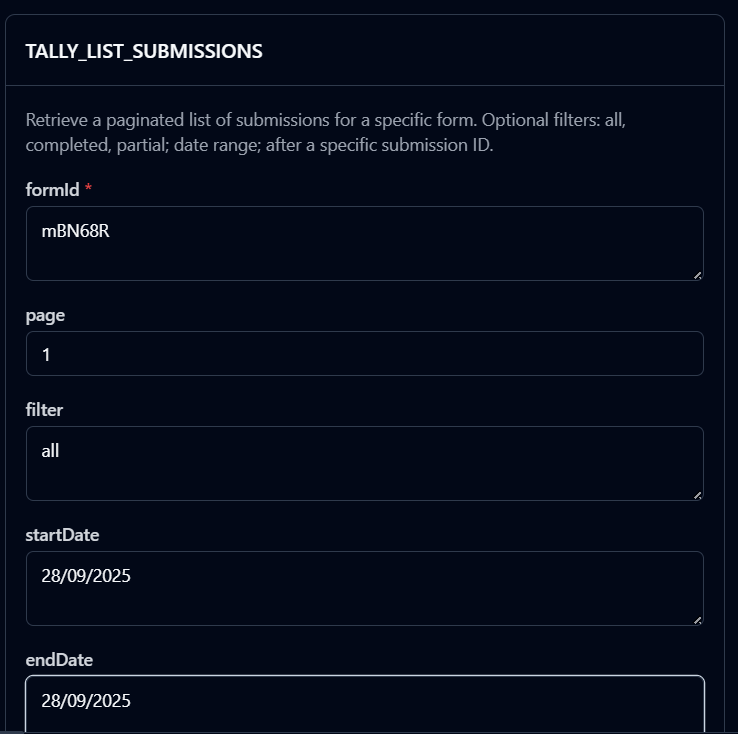 TALLY_LIST_SUBMISSIONS
Retrieve a paginated list of submissions for a specific form. Optional filters: all,
completed, partial; date range; after a specific submission ID.
formId *
mBN68R
page
1
filter
all
startDate
28/09/2025
endDate
28/09/2025